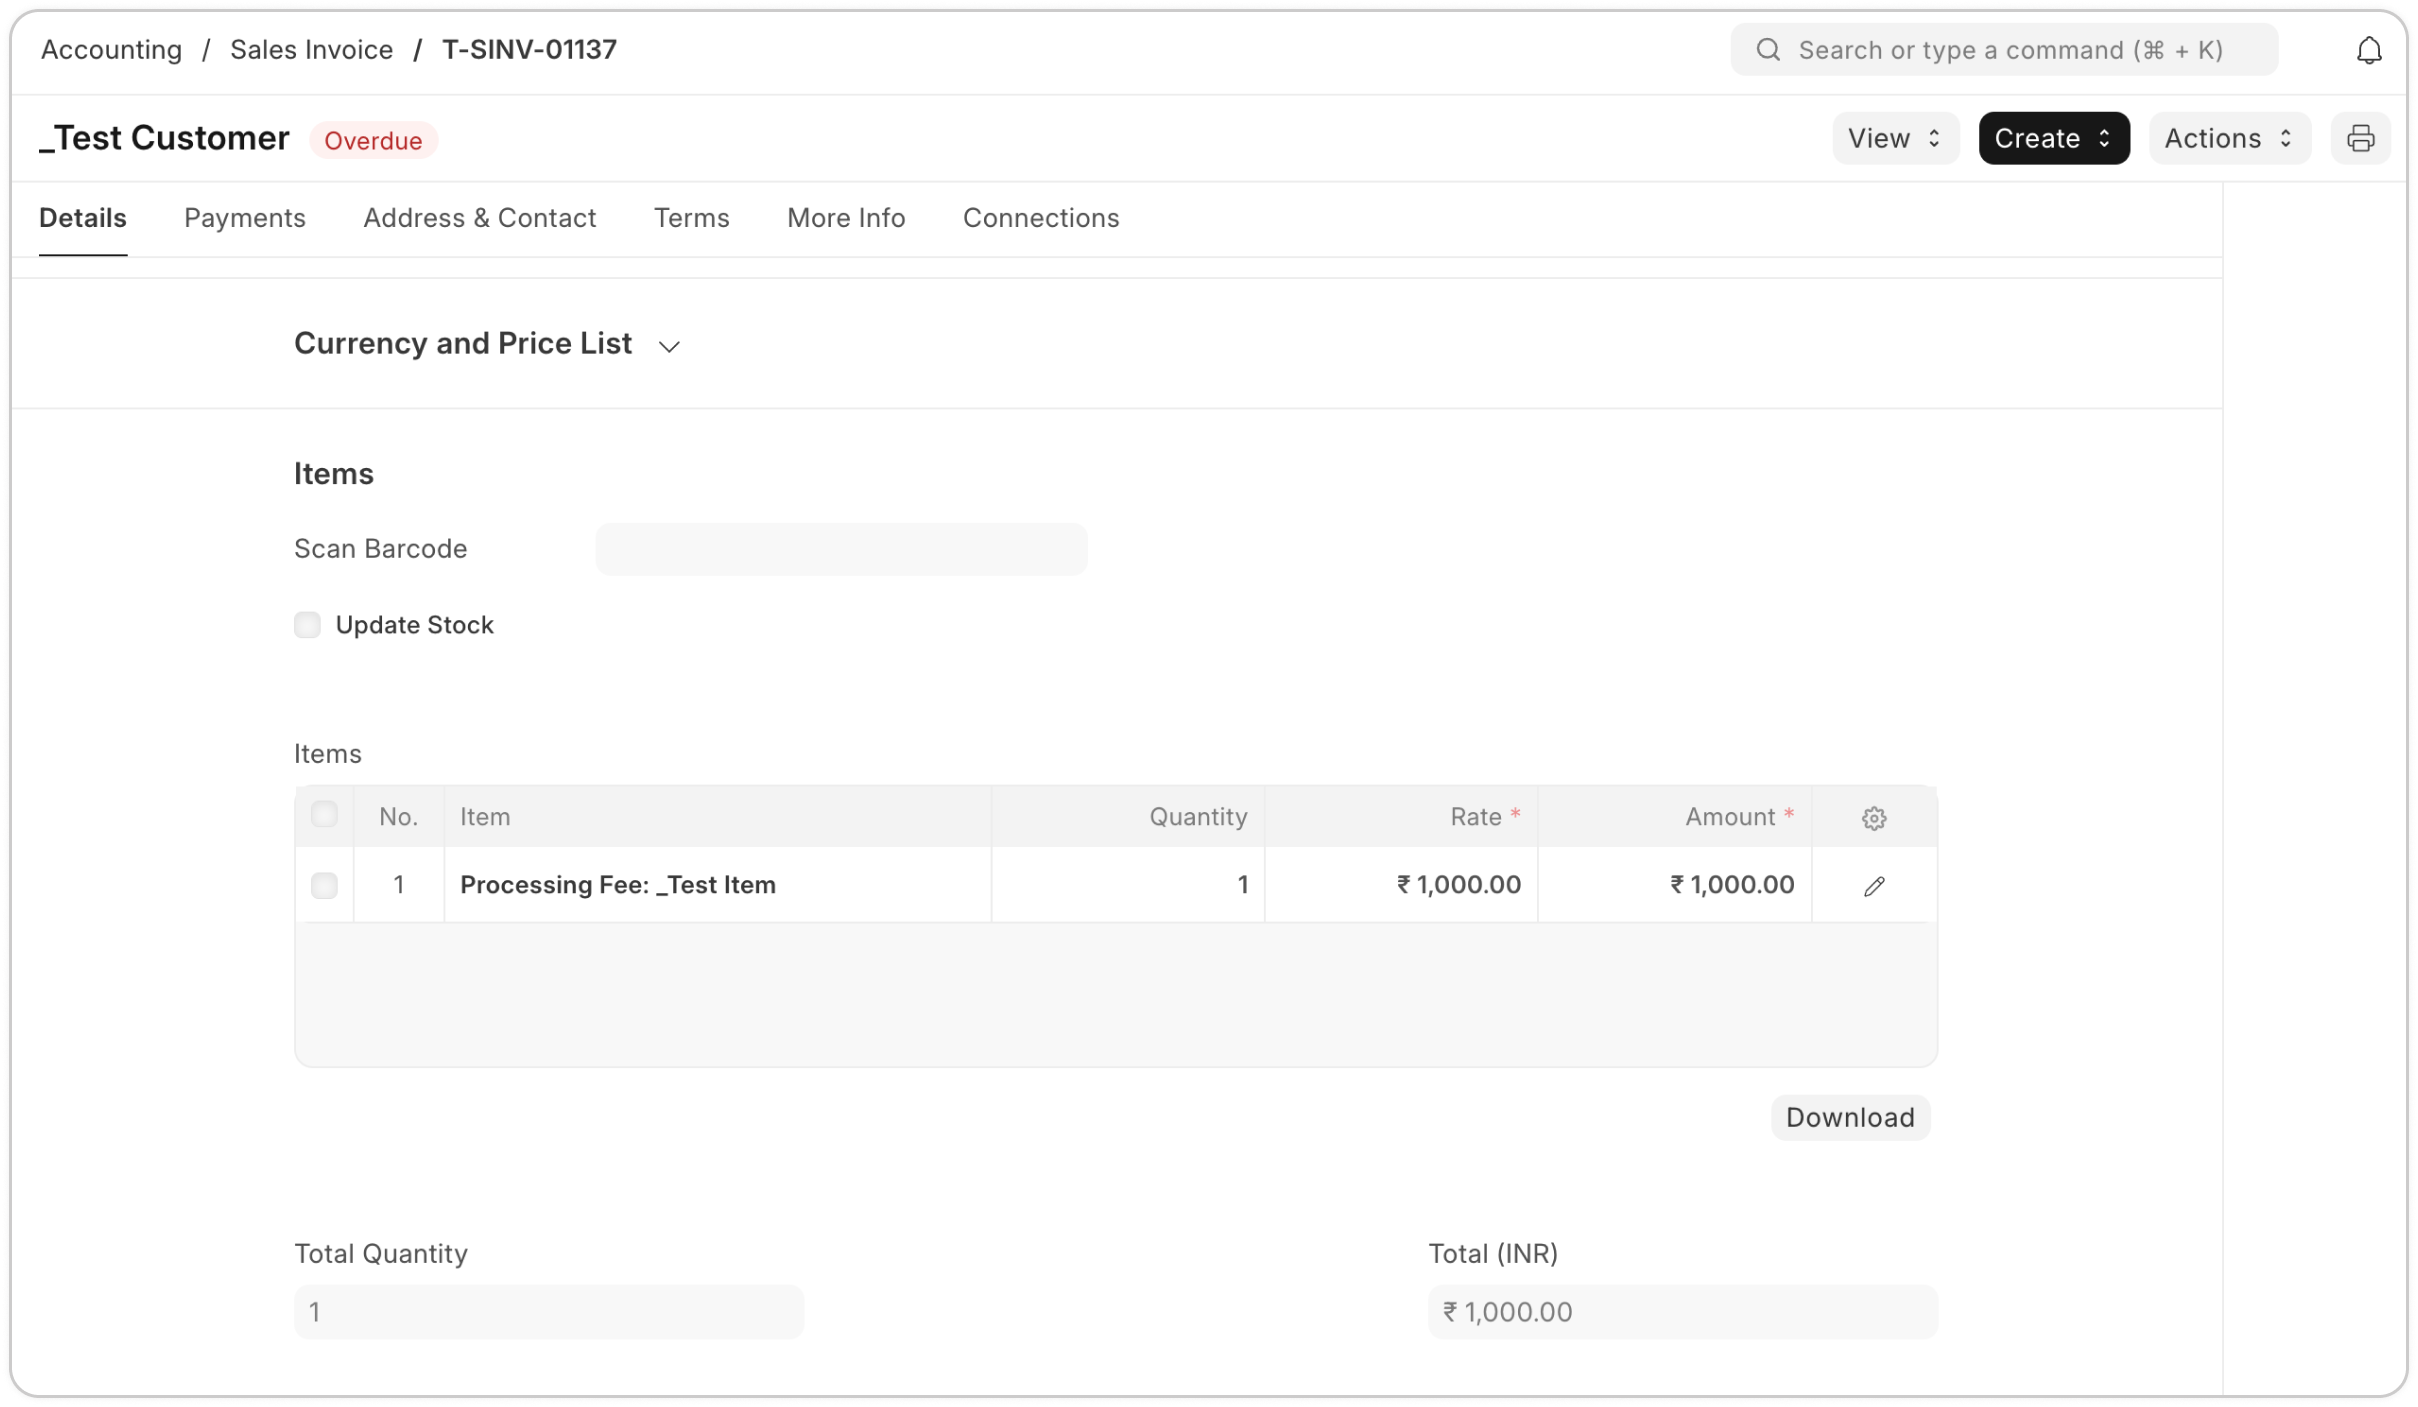 Accounting / Sales Invoice / T-SINV-01137
Search or type a command (⌘ + K)
_Test Customer Overdue
View Create Actions
Details Payments Address & Contact Terms More Info Connections
Currency and Price List
Items
Scan Barcode
Update Stock
Items
No. Item Quantity Rate * Amount *
1 Processing Fee: _Test Item 1 ₹ 1,000.00 ₹ 1,000.00
Download
Total Quantity Total (INR)
1 ₹ 1,000.00